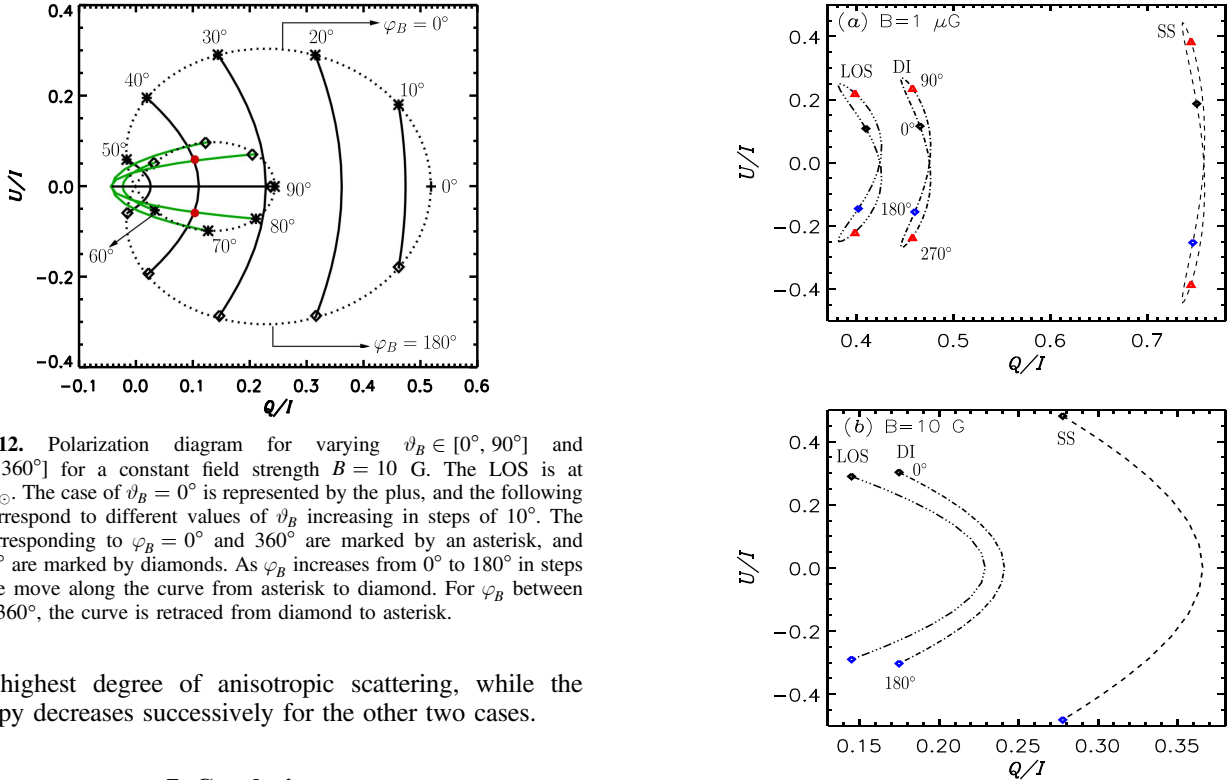 0.4
0.2
0.0
-0.2
-0.4
U/I
-0.1
0.0
0.1
0.2
0.3
0.4
0.5
0.6
Q/I
φB = 0°
30°
20°
40°
10°
50°
90°
0°
80°
70°
60°
φB = 180°
12. Polarization diagram for varying ϑB ∈ [0°, 90°] and
360°] for a constant field strength B = 10 G. The LOS is at
⊙. The case of ϑB = 0° is represented by the plus, and the following
rrespond to different values of ϑB increasing in steps of 10°. The
rresponding to φB = 0° and 360° are marked by an asterisk, and
° are marked by diamonds. As φB increases from 0° to 180° in steps
e move along the curve from asterisk to diamond. For φB between
360°, the curve is retraced from diamond to asterisk.
highest degree of anisotropic scattering, while the
py decreases successively for the other two cases.
(a) B=1 μG
SS
LOS
DI
90°
0°
180°
270°
0.4
0.2
0.0
-0.2
-0.4
U/I
0.4
0.5
0.6
0.7
Q/I
(b) B=10 G
SS
LOS
DI
0°
180°
0.4
0.2
0.0
-0.2
-0.4
U/I
0.15
0.20
0.25
0.30
0.35
Q/I